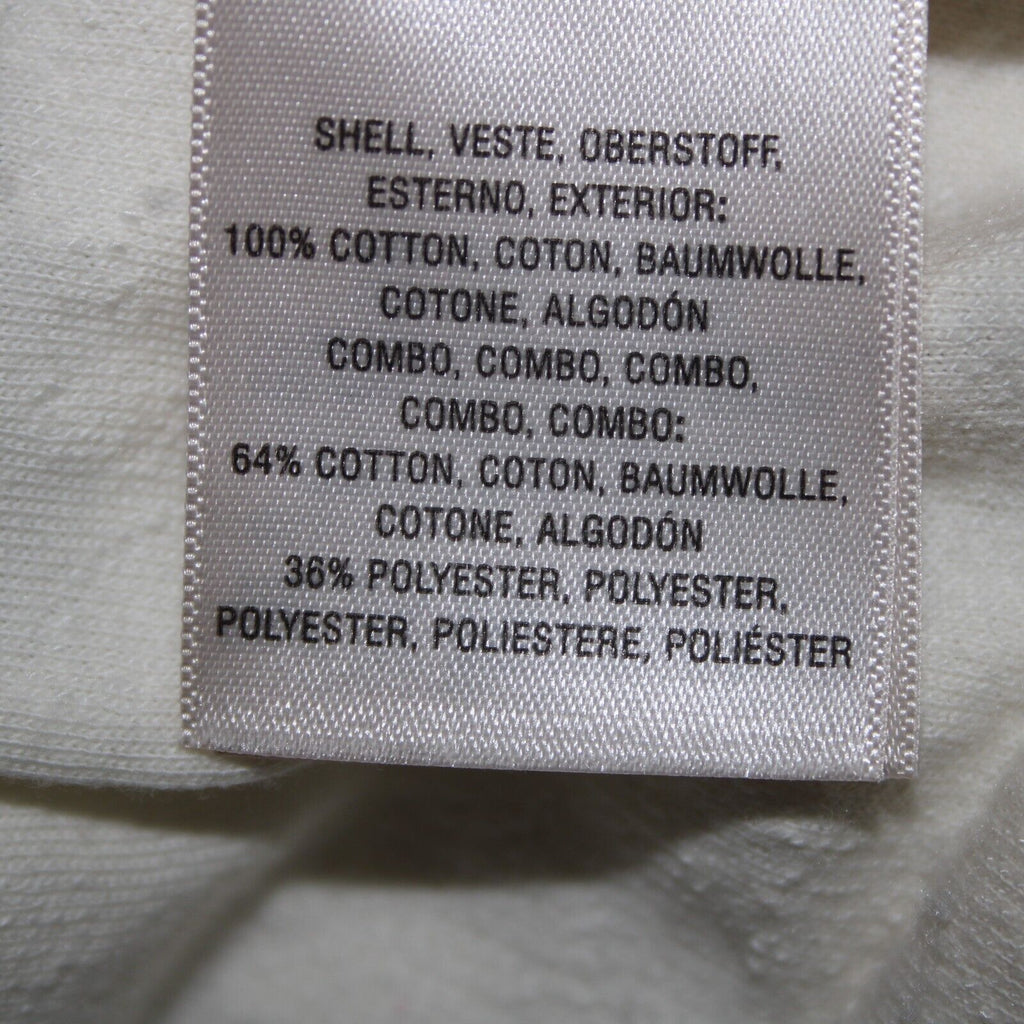 SHELL, VESTE, OBERSTOFF,
ESTERNO, EXTERIOR:
100% COTTON, COTON, BAUMWOLLE,
COTONE, ALGODÓN
COMBO, COMBO, COMBO,
COMBO, COMBO:
64% COTTON, COTON, BAUMWOLLE,
COTONE, ALGODÓN
36% POLYESTER, POLYESTER,
POLYESTER, POLIESTERE, POLIÉSTER